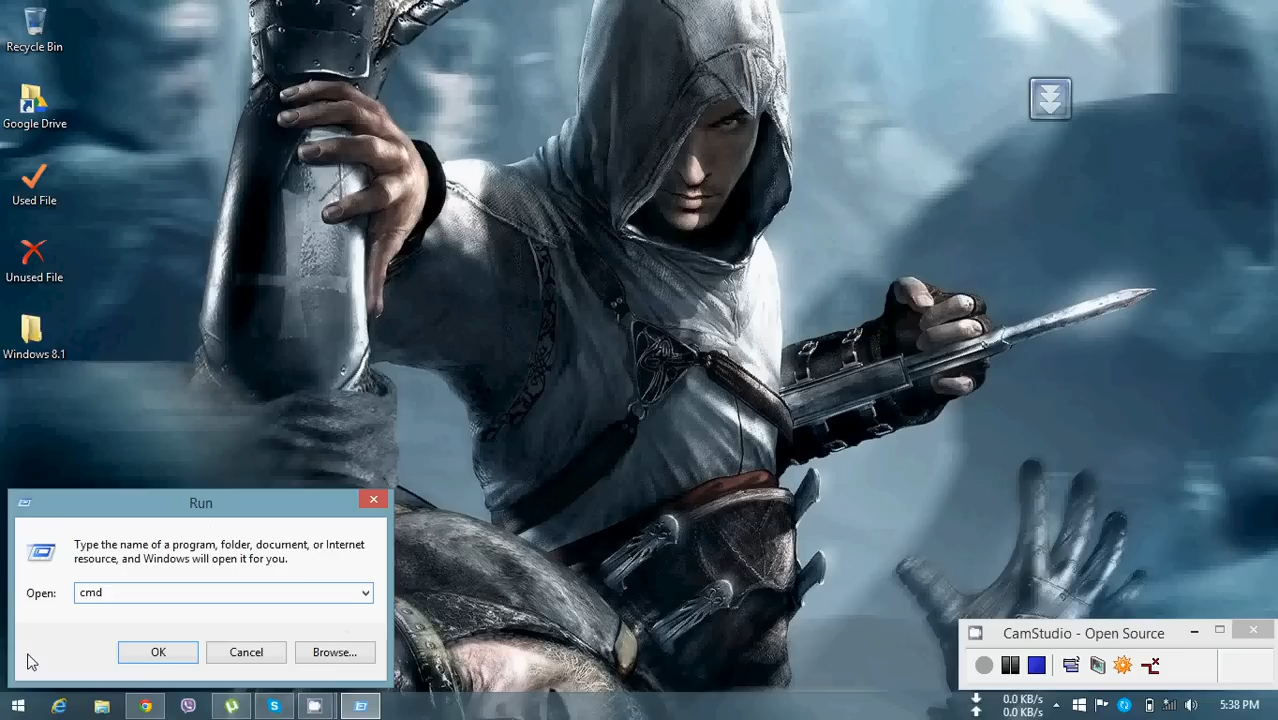 Recycle Bin
Google Drive
Used File
Unused File
Windows 8.1
Run
Type the name of a program, folder, document, or Internet
resource, and Windows will open it for you.
Open:
cmd
OK
Cancel
Browse...
CamStudio - Open Source
0.0 KB/s
0.0 KB/s
5:38 PM